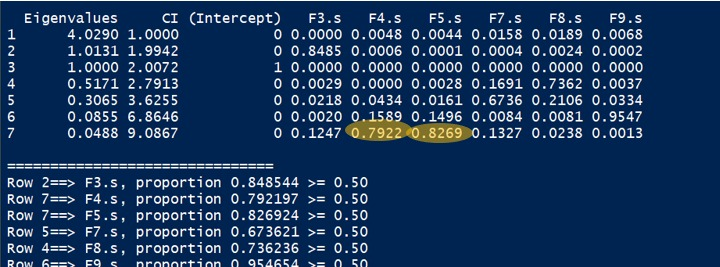 Eigenvalues CI (Intercept) F3.s F4.s F5.s F7.s F8.s F9.s
1 4.0290 1.0000 0 0.0000 0.0048 0.0044 0.0158 0.0189 0.0068
2 1.0131 1.9942 0 0.8485 0.0006 0.0001 0.0004 0.0024 0.0002
3 1.0000 2.0072 1 0.0000 0.0000 0.0000 0.0000 0.0000 0.0000
4 0.5171 2.7913 0 0.0029 0.0000 0.0028 0.1691 0.7362 0.0037
5 0.3065 3.6255 0 0.0218 0.0434 0.0161 0.6736 0.2106 0.0334
6 0.0855 6.8646 0 0.0020 0.1589 0.1496 0.0084 0.0081 0.9547
7 0.0488 9.0867 0 0.1247 0.7922 0.8269 0.1327 0.0238 0.0013
===============================
Row 2==> F3.s, proportion 0.848544 >= 0.50
Row 7==> F4.s, proportion 0.792197 >= 0.50
Row 7==> F5.s, proportion 0.826924 >= 0.50
Row 5==> F7.s, proportion 0.673621 >= 0.50
Row 4==> F8.s, proportion 0.736236 >= 0.50
Row 6==> F9.s, proportion 0.954654 >= 0.50